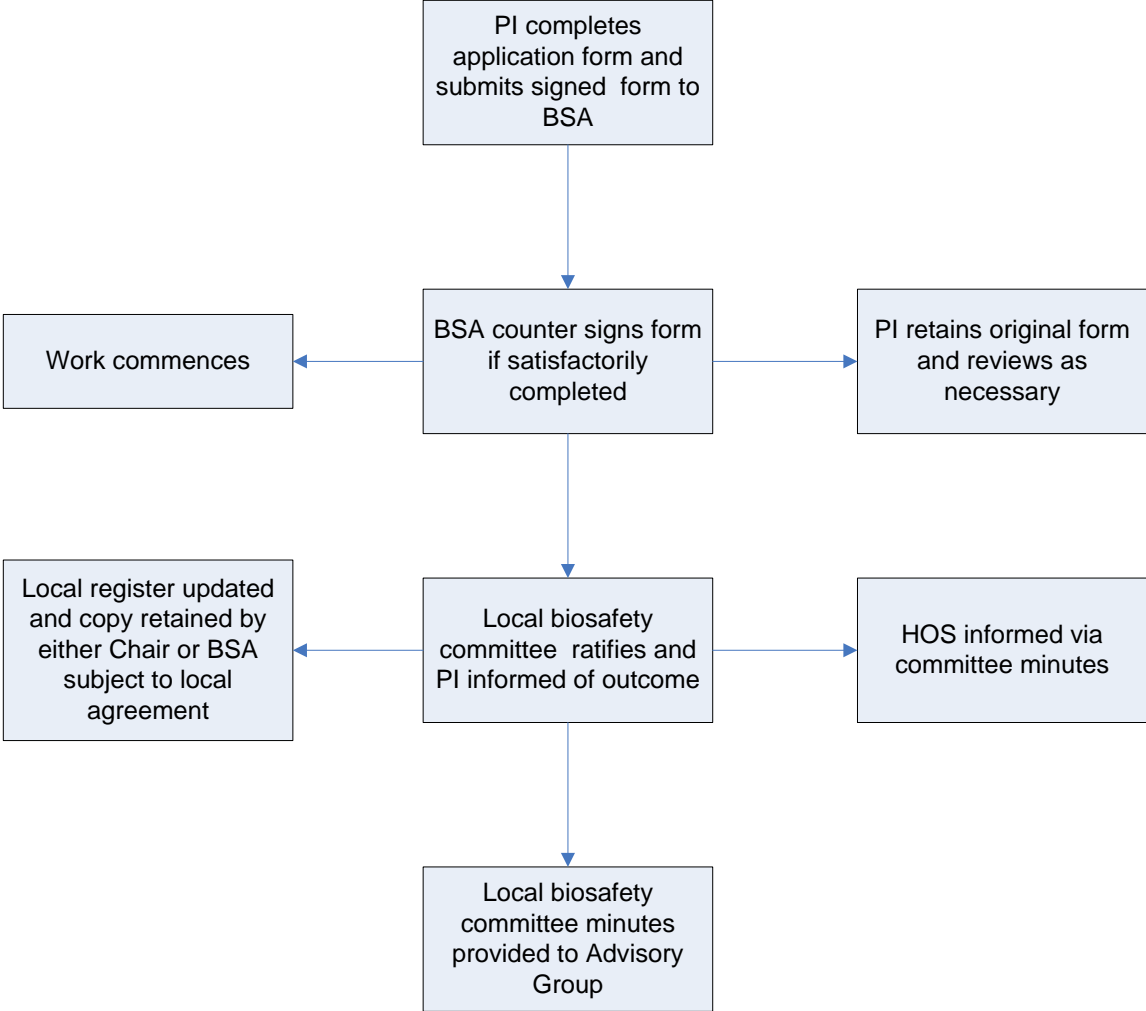 PI completes
application form and
submits signed  form to
BSA
Work commences
BSA counter signs form
if satisfactorily
completed
PI retains original form
and reviews as
necessary
Local register updated
and copy retained by
either Chair or BSA
subject to local
agreement
Local biosafety
committee  ratifies and
PI informed of outcome
HOS informed via
committee minutes
Local biosafety
committee minutes
provided to Advisory
Group